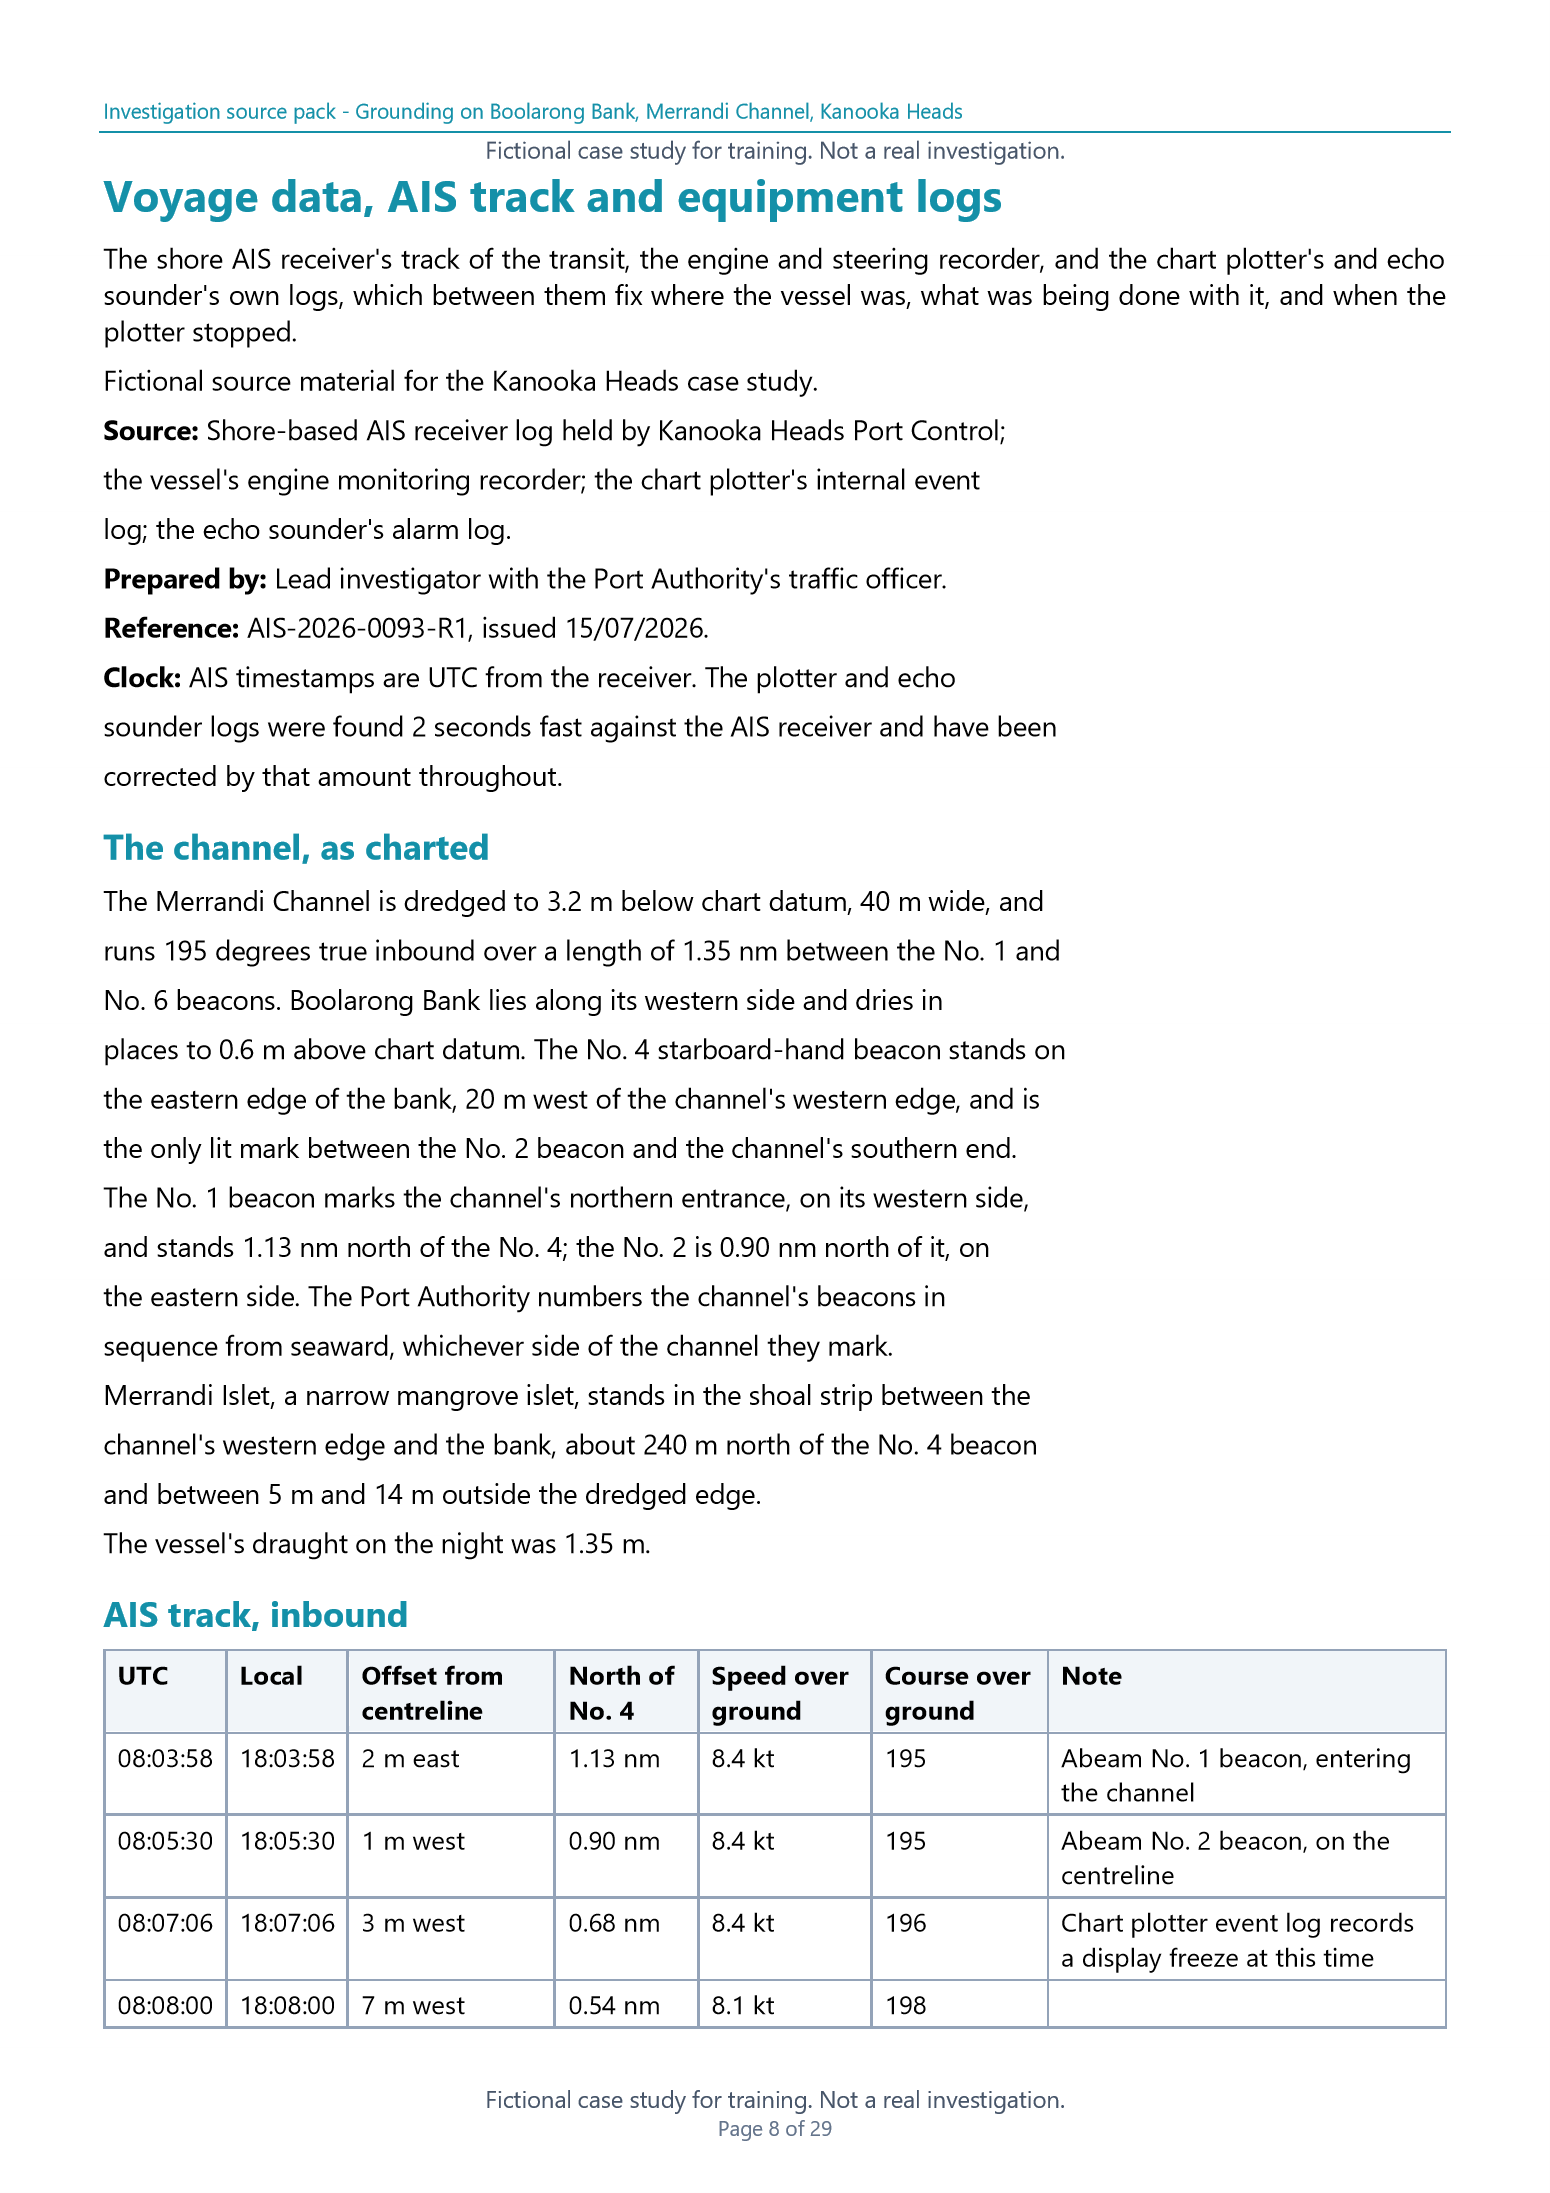 Investigation source pack - Grounding on Boolarong Bank, Merrandi Channel, Kanooka Heads
Fictional case study for training. Not a real investigation.
Voyage data, AIS track and equipment logs
The shore AIS receiver's track of the transit, the engine and steering recorder, and the chart plotter's and echo
sounder's own logs, which between them fix where the vessel was, what was being done with it, and when the
plotter stopped.
Fictional source material for the Kanooka Heads case study.
Source: Shore-based AIS receiver log held by Kanooka Heads Port Control;
the vessel's engine monitoring recorder; the chart plotter's internal event
log; the echo sounder's alarm log.
Prepared by: Lead investigator with the Port Authority's traffic officer.
Reference: AIS-2026-0093-R1, issued 15/07/2026.
Clock: AIS timestamps are UTC from the receiver. The plotter and echo
sounder logs were found 2 seconds fast against the AIS receiver and have been
corrected by that amount throughout.
The channel, as charted
The Merrandi Channel is dredged to 3.2 m below chart datum, 40 m wide, and
runs 195 degrees true inbound over a length of 1.35 nm between the No. 1 and
No. 6 beacons. Boolarong Bank lies along its western side and dries in
places to 0.6 m above chart datum. The No. 4 starboard-hand beacon stands on
the eastern edge of the bank, 20 m west of the channel's western edge, and is
the only lit mark between the No. 2 beacon and the channel's southern end.
The No. 1 beacon marks the channel's northern entrance, on its western side,
and stands 1.13 nm north of the No. 4; the No. 2 is 0.90 nm north of it, on
the eastern side. The Port Authority numbers the channel's beacons in
sequence from seaward, whichever side of the channel they mark.
Merrandi Islet, a narrow mangrove islet, stands in the shoal strip between the
channel's western edge and the bank, about 240 m north of the No. 4 beacon
and between 5 m and 14 m outside the dredged edge.
The vessel's draught on the night was 1.35 m.
AIS track, inbound
UTC Local Offset from centreline North of No. 4 Speed over ground Course over ground Note
08:03:58 18:03:58 2 m east 1.13 nm 8.4 kt 195 Abeam No. 1 beacon, entering the channel
08:05:30 18:05:30 1 m west 0.90 nm 8.4 kt 195 Abeam No. 2 beacon, on the centreline
08:07:06 18:07:06 3 m west 0.68 nm 8.4 kt 196 Chart plotter event log records a display freeze at this time
08:08:00 18:08:00 7 m west 0.54 nm 8.1 kt 198
Fictional case study for training. Not a real investigation.
Page 8 of 29